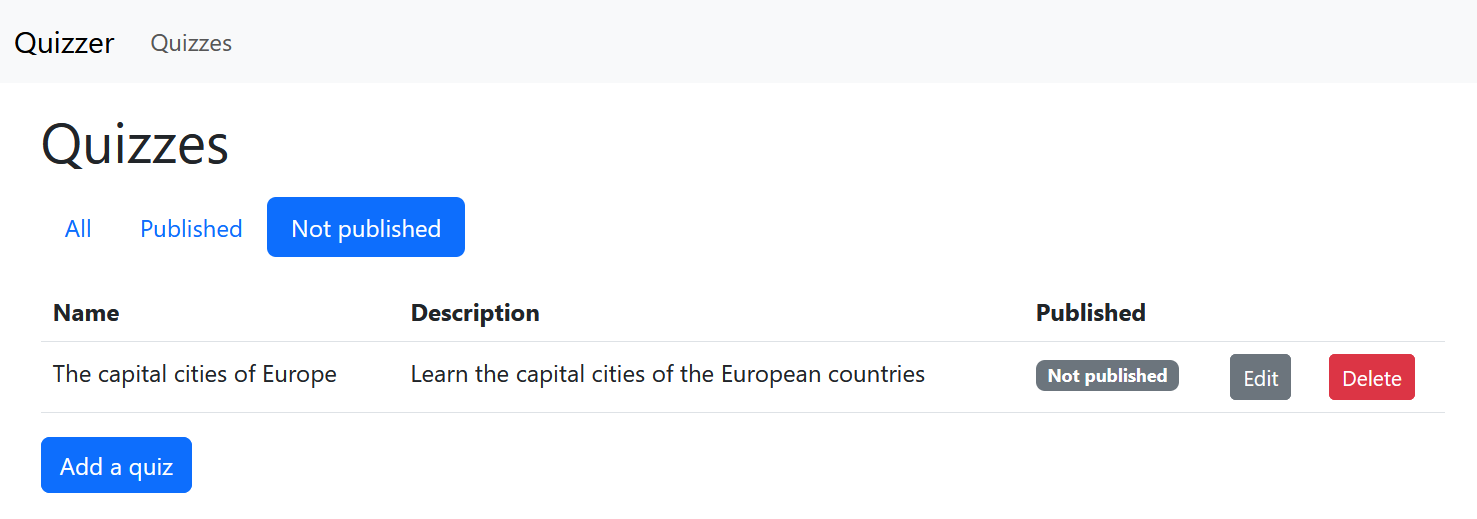 Quizzer Quizzes
Quizzes
All Published Not published
Name Description Published
The capital cities of Europe Learn the capital cities of the European countries Not published Edit Delete
Add a quiz